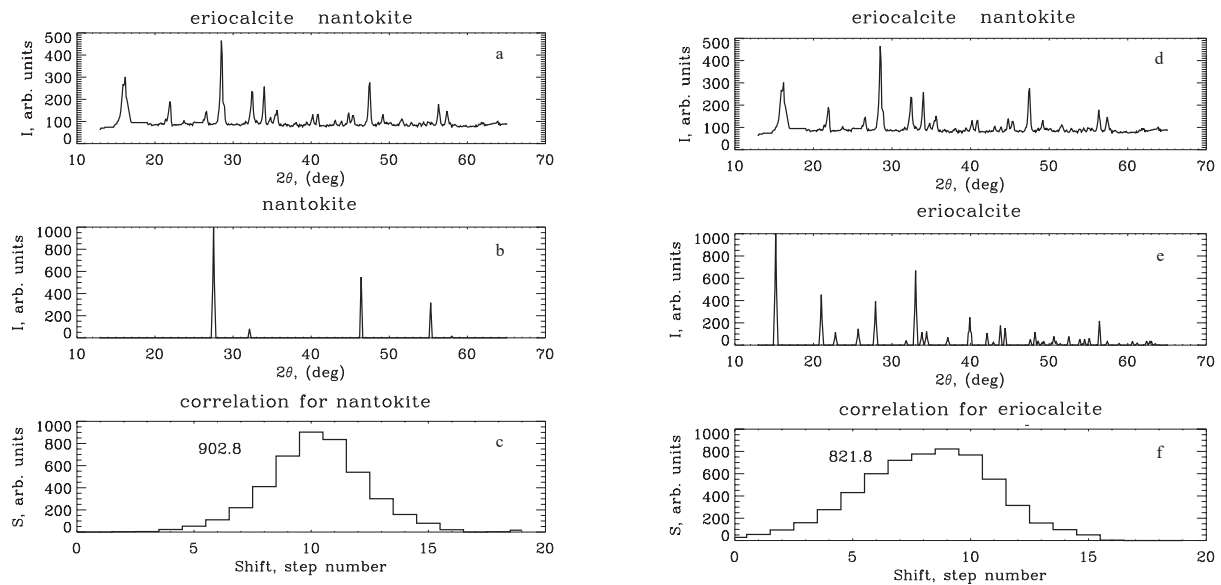 eriocalcite nantokite
I, arb. units
500
400
300
200
100
0
a
10 20 30 40 50 60 70
2θ, (deg)
nantokite
I, arb. units
1000
800
600
400
200
0
b
10 20 30 40 50 60 70
2θ, (deg)
correlation for nantokite
S, arb. units
1000
800
600
400
200
0
902.8
c
0 5 10 15 20
Shift, step number
eriocalcite nantokite
I, arb. units
500
400
300
200
100
0
d
10 20 30 40 50 60 70
2θ, (deg)
eriocalcite
I, arb. units
1000
800
600
400
200
0
e
10 20 30 40 50 60 70
2θ, (deg)
correlation for eriocalcite
S, arb. units
1000
800
600
400
200
0
821.8
f
0 5 10 15 20
Shift, step number